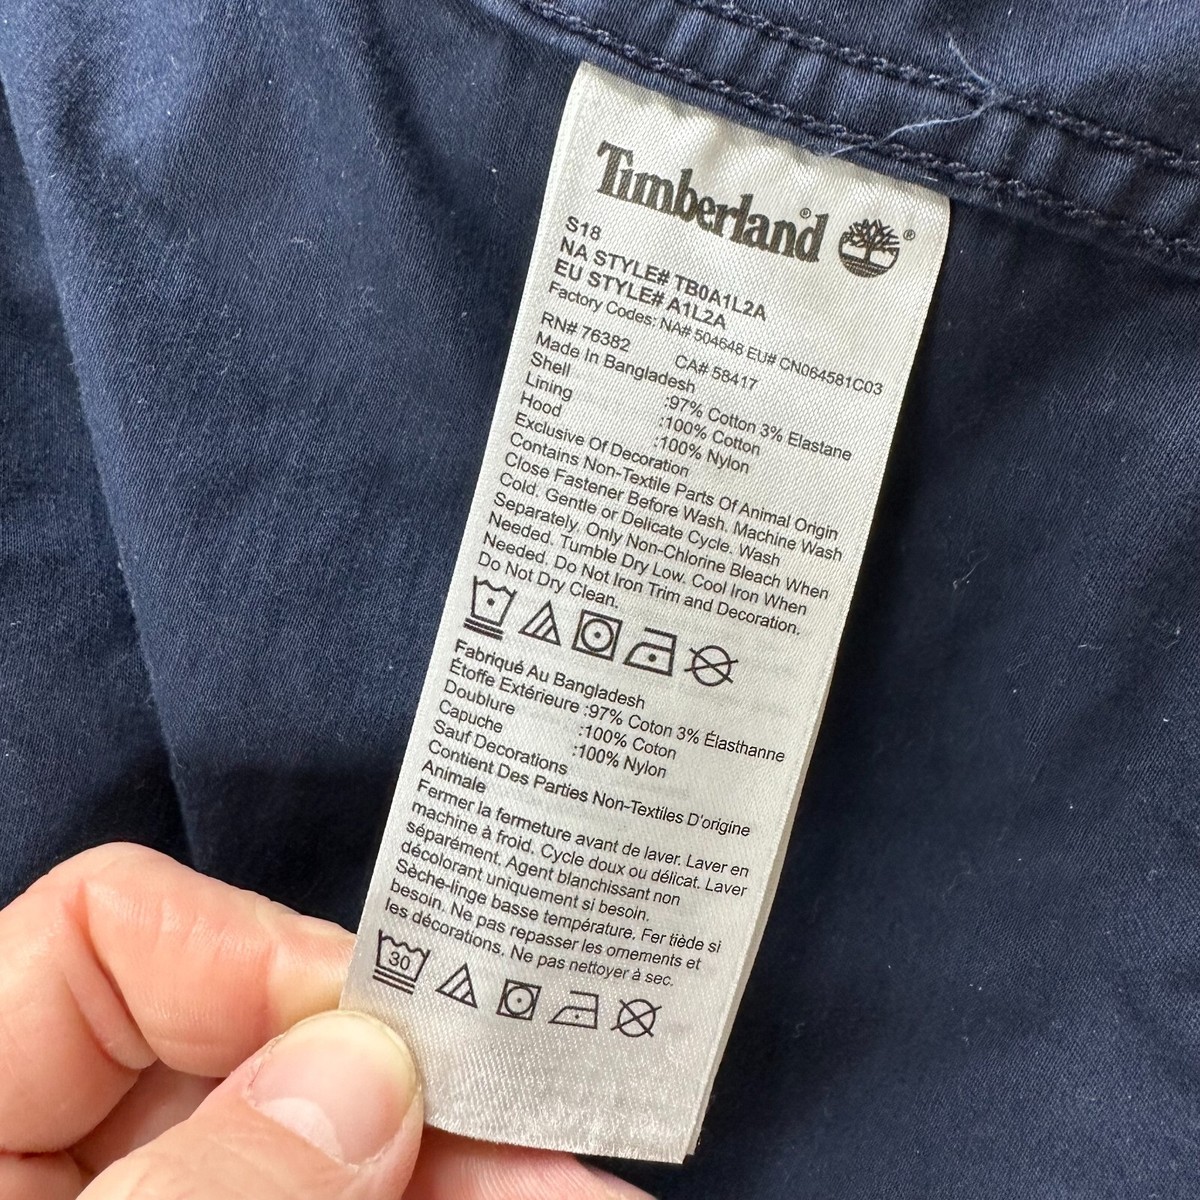 Timberland® ®
S18
NA STYLE# TB0A1L2A
EU STYLE# A1L2A
Factory Codes: NA# 504648 EU# CN064581C03
RN# 76382 CA# 58417
Made In Bangladesh
Shell :97% Cotton 3% Elastane
Lining :100% Cotton
Hood :100% Nylon
Exclusive Of Decoration
Contains Non-Textile Parts Of Animal Origin
Close Fastener Before Wash. Machine Wash
Cold. Gentle or Delicate Cycle. Wash
Separately. Only Non-Chlorine Bleach When
Needed. Tumble Dry Low. Cool Iron When
Needed. Do Not Iron Trim and Decoration.
Do Not Dry Clean.
Fabriqué Au Bangladesh
Étoffe Extérieure :97% Coton 3% Élasthanne
Doublure :100% Coton
Capuche :100% Nylon
Sauf Decorations
Contient Des Parties Non-Textiles D'origine
Animale
Fermer la fermeture avant de laver. Laver en
machine à froid. Cycle doux ou délicat. Laver
séparément. Agent blanchissant non
décolorant uniquement si besoin.
Sèche-linge basse température. Fer tiède si
besoin. Ne pas repasser les ornements et
les décorations. Ne pas nettoyer à sec.
30